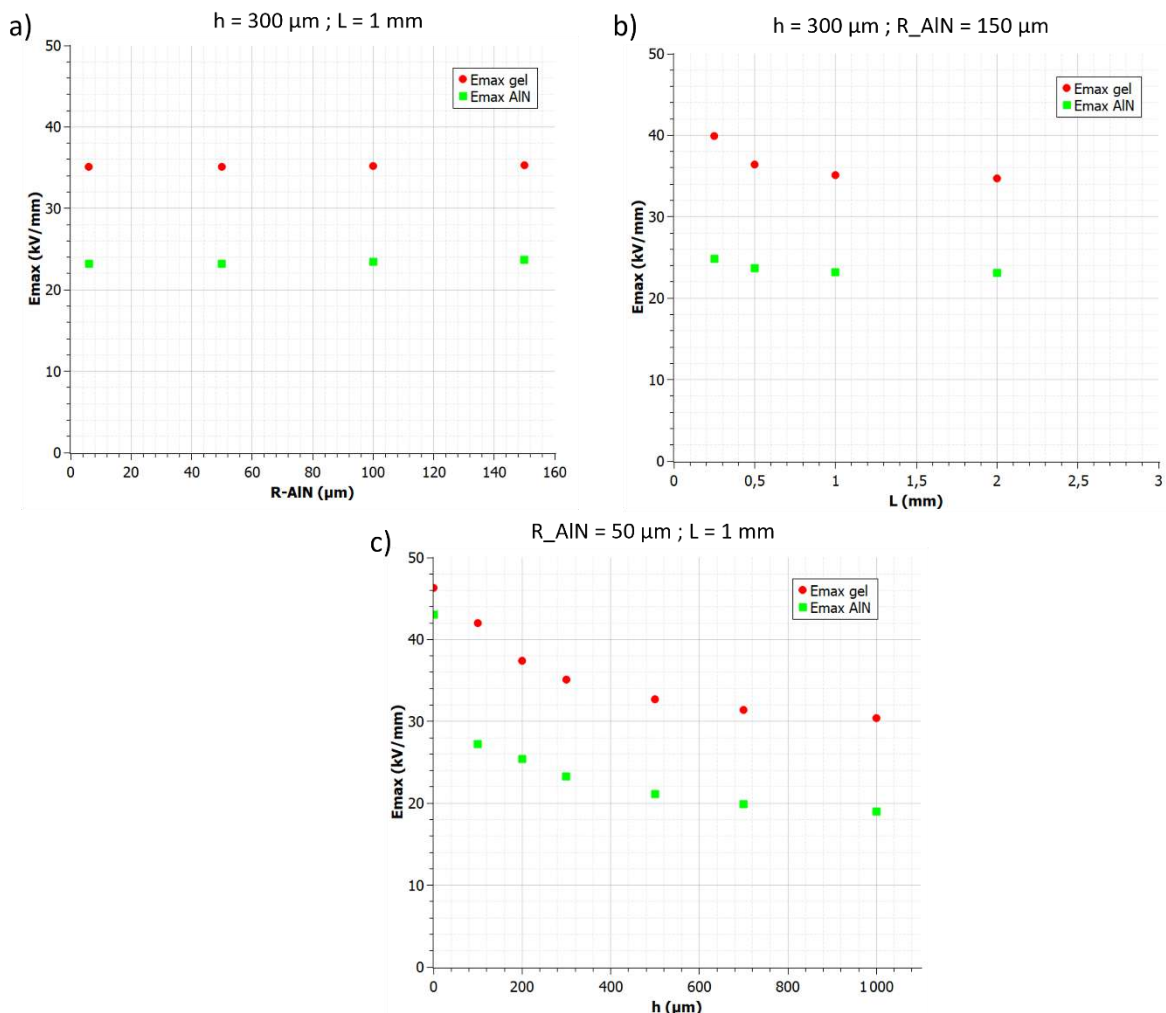 a)
h = 300 µm ; L = 1 mm
50
40
30
20
10
0
Emax (kV/mm)
Emax gel
Emax AlN
0 20 40 60 80 100 120 140 160
R-AlN (µm)
b)
h = 300 µm ; R_AlN = 150 µm
50
40
30
20
10
0
Emax (kV/mm)
Emax gel
Emax AlN
0 0,5 1 1,5 2 2,5 3
L (mm)
c)
R_AlN = 50 µm ; L = 1 mm
50
40
30
20
10
0
Emax (kV/mm)
Emax gel
Emax AlN
0 200 400 600 800 1000
h (µm)